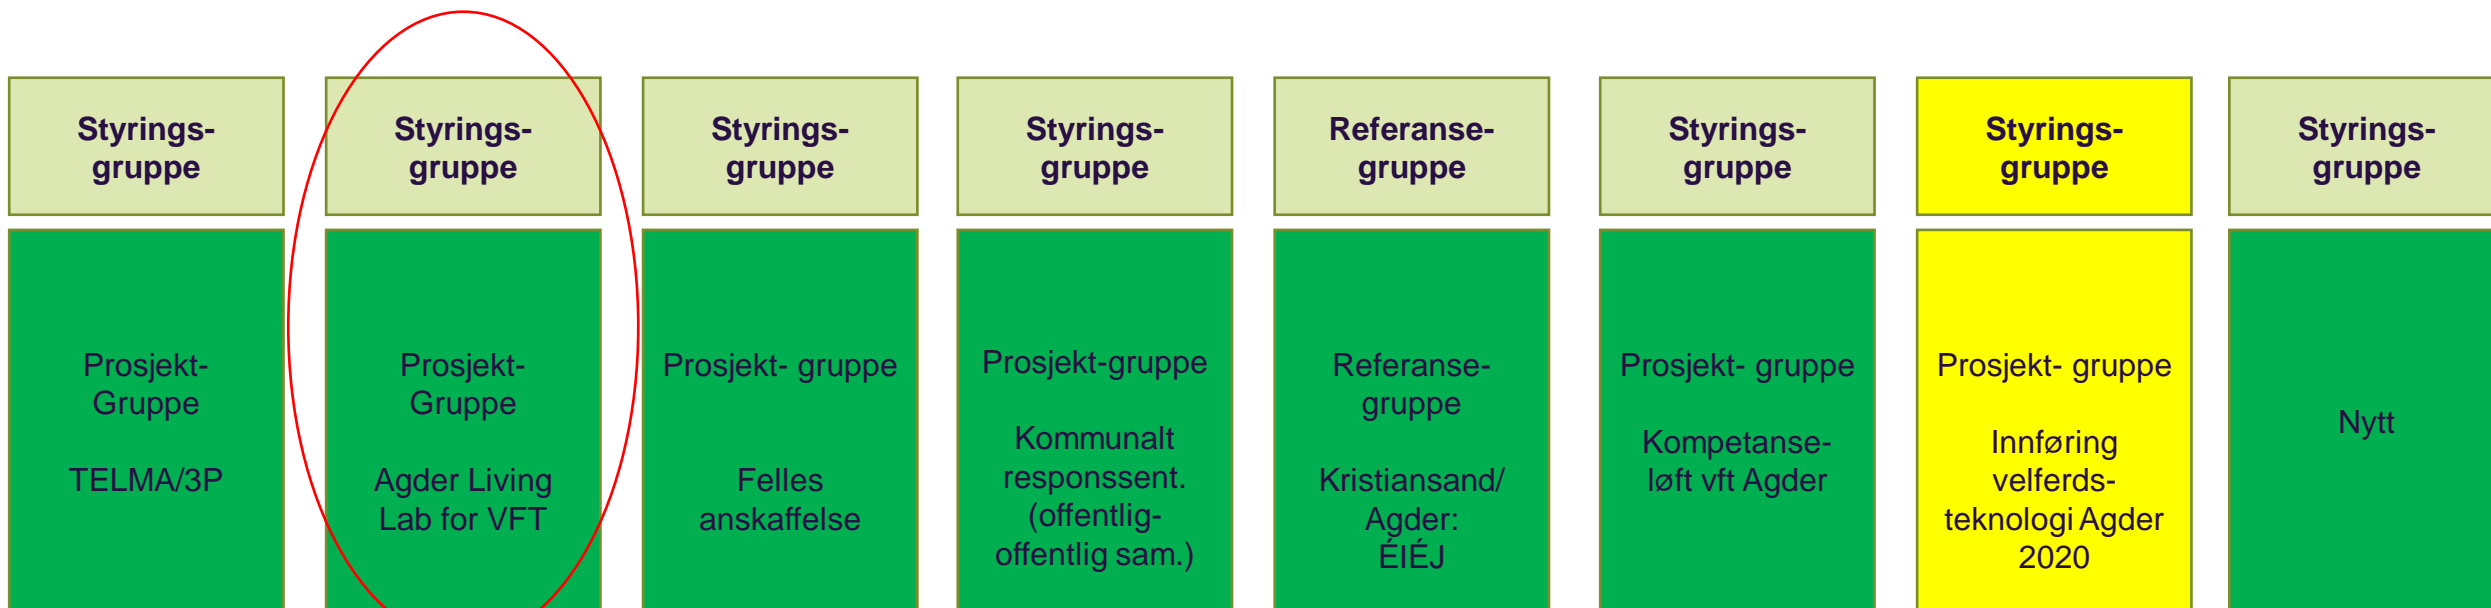 Styrings-
gruppe
Styrings-
gruppe
Styrings-
gruppe
Styrings-
gruppe
Referanse-
gruppe
Styrings-
gruppe
Styrings-
gruppe
Styrings-
gruppe
Prosjekt-
Gruppe
TELMA/3P
Prosjekt-
Gruppe
Agder Living
Lab for VFT
Prosjekt- gruppe
Felles
anskaffelse
Prosjekt-gruppe
Kommunalt
responssent.
(offentlig-
offentlig sam.)
Referanse-
gruppe
Kristiansand/
Agder:
ÉIÉJ
Prosjekt- gruppe
Kompetanse-
løft vft Agder
Prosjekt- gruppe
Innføring
velferds-
teknologi Agder
2020
Nytt